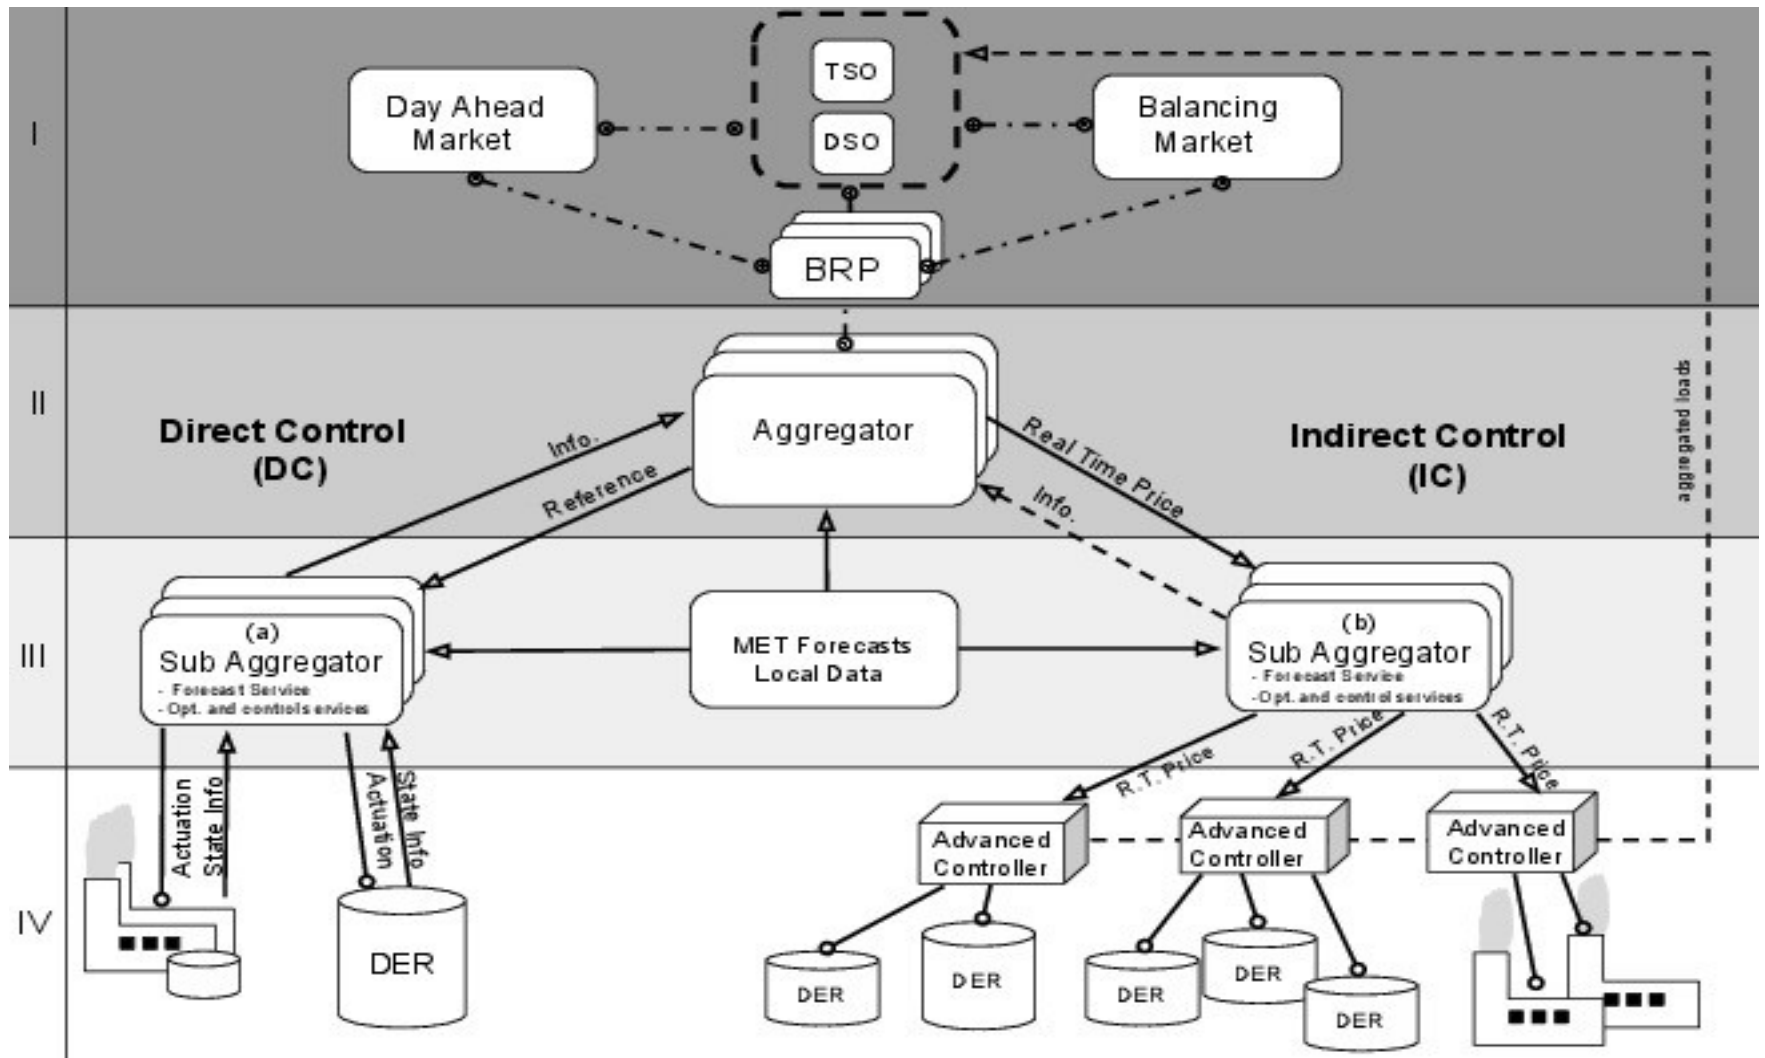 I
Day Ahead
Market
TSO
DSO
Balancing
Market
BRP
II
Direct Control
(DC)
Info.
Reference
Aggregator
Real Time Price
Info.
Indirect Control
(IC)
aggregated loads
III
(a)
Sub Aggregator
- Forecast Service
- Opt. and control services
MET Forecasts
Local Data
(b)
Sub Aggregator
- Forecast Service
-Opt. and control services
R.T. Price
R.T. Price
R.T. Price
IV
Actuation
State Info
Actuation
State Info
DER
Advanced
Controller
Advanced
Controller
Advanced
Controller
DER
DER
DER
DER
DER